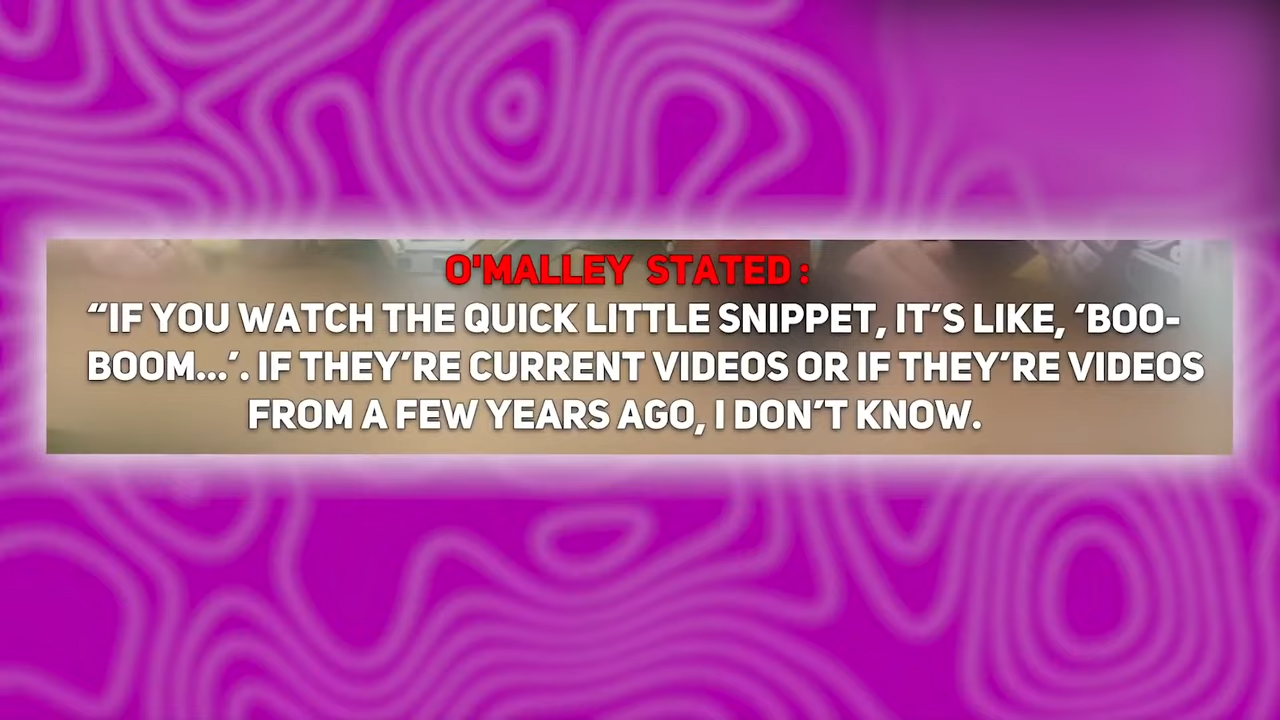 O'MALLEY STATED:
“IF YOU WATCH THE QUICK LITTLE SNIPPET, IT’S LIKE, ‘BOO-
BOOM...’. IF THEY’RE CURRENT VIDEOS OR IF THEY’RE VIDEOS
FROM A FEW YEARS AGO, I DON’T KNOW.